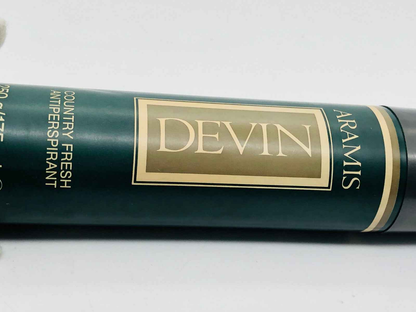 ARAMIS
DEVIN
COUNTRY FRESH
ANTIPERSPIRANT